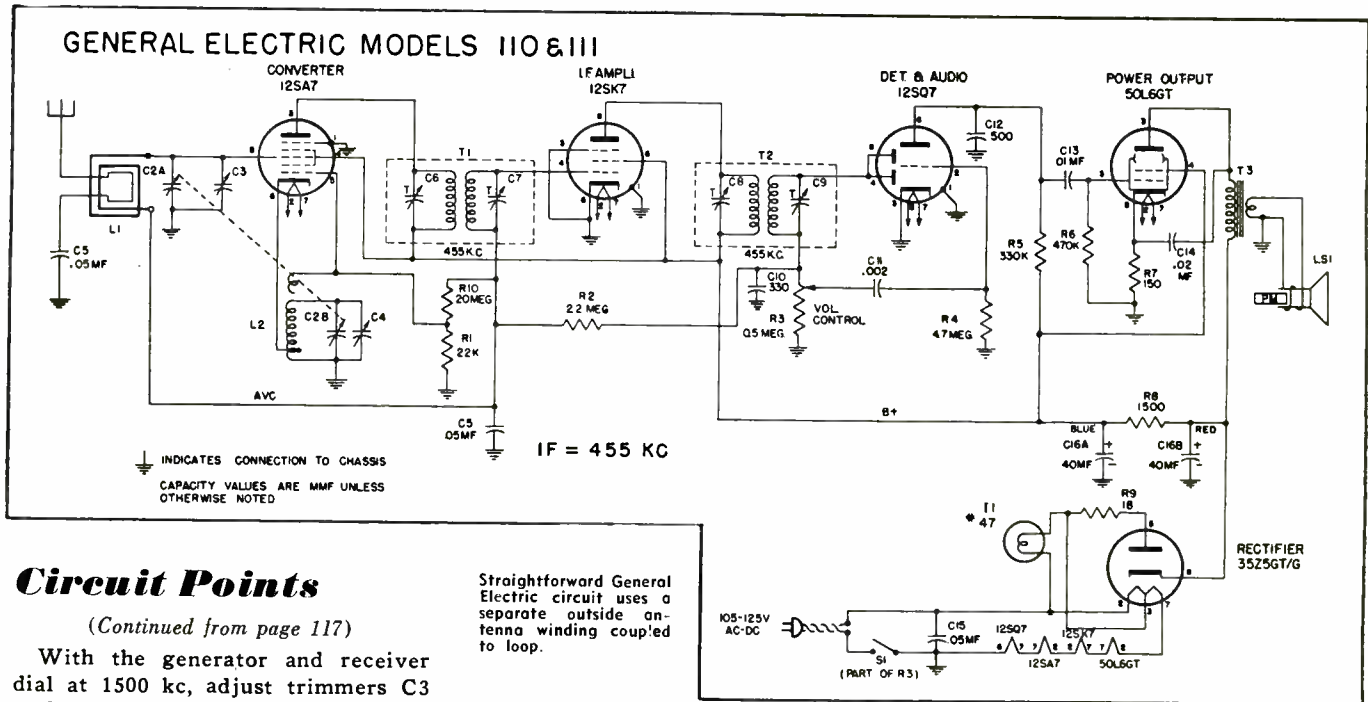 GENERAL ELECTRIC MODELS 110 & 111
CONVERTER
12SA7
I.F. AMPLI
12SK7
DET. & AUDIO
12SQ7
POWER OUTPUT
50L6GT
C2A
C3
L1
C5
.05MF
L2
C2B
C4
T1
C6
C7
455KC
R10
20MEG
R1
22K
R2
2.2 MEG
T2
C8
C9
455KC
C10
330
R3
0.5 MEG.
VOL.
CONTROL
C11
.002
R4
4.7 MEG
C12
500
R5
330K
C13
.01MF
R6
470K
R7
150
C14
.02
MF
T3
LS1
PM
AVC
C5
.05MF
B+
IF = 455 KC
R8
1500
BLUE
RED
C16A
40MF
C16B
40MF
INDICATES CONNECTION TO CHASSIS
CAPACITY VALUES ARE MMF UNLESS
OTHERWISE NOTED
# 47
R9
18
RECTIFIER
35Z5GT/G
105-125V
AC-DC
S1
(PART OF R3)
C15
.05MF
12SQ7
12SA7
12SK7
50L6GT
Circuit Points
(Continued from page 117)
With the generator and receiver
dial at 1500 kc, adjust trimmers C3
Straightforward General
Electric circuit uses a
separate outside an-
tenna winding coupled
to loop.